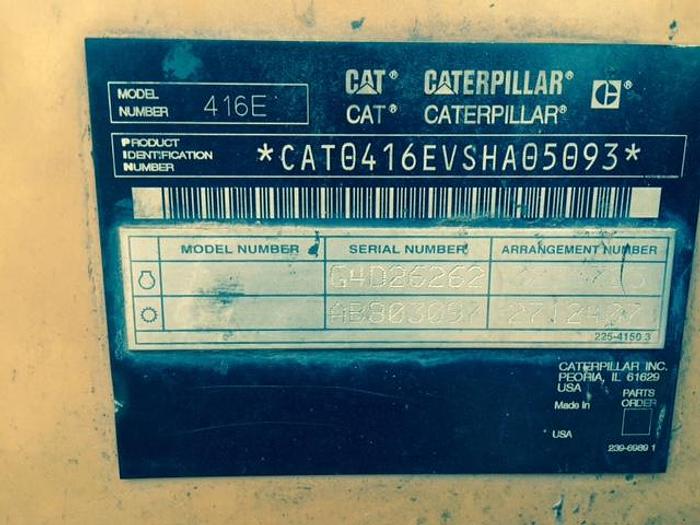 MODEL NUMBER 416E
CAT® CATERPILLAR®
CAT® CATERPILLAR®
PRODUCT IDENTIFICATION NUMBER *CAT0416EVSHA05093*
MODEL NUMBER SERIAL NUMBER ARRANGEMENT NUMBER
G4D26262
225-4150 3
CATERPILLAR INC.
PEORIA, IL 61629
USA
PARTS ORDER
Made In
USA
239-6989 1